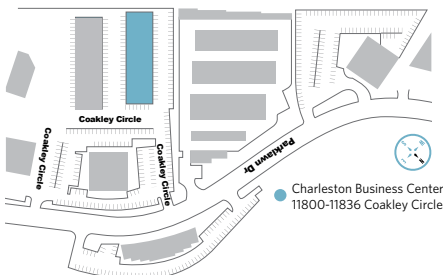 Coakley Circle
Coakley Circle
Coakley Circle
Parklawn Dr
Charleston Business Center
11800-11836 Coakley Circle